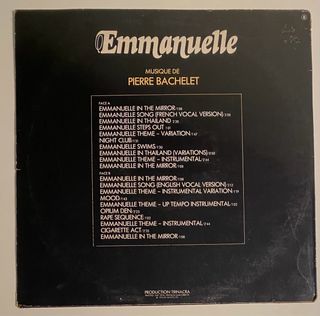 Emmanuelle
MUSIQUE DE
PIERRE BACHELET
FACE A
EMMANUELLE IN THE MIRROR
EMMANUELLE SONG (FRENCH VOCAL VERSION)
EMMANUELLE IN THAILAND
EMMANUELLE STEPS OUT
EMMANUELLE THEME – VARIATION
NIGHT CLUB
EMMANUELLE SWIMS
EMMANUELLE IN THAILAND (VARIATIONS)
EMMANUELLE THEME – INSTRUMENTAL
EMMANUELLE IN THE MIRROR
FACE B
EMMANUELLE IN THE MIRROR
EMMANUELLE SONG (ENGLISH VOCAL VERSION)
EMMANUELLE THEME – INSTRUMENTAL VARIATION
MOOD
EMMANUELLE THEME – UP TEMPO INSTRUMENTAL
OPIUM DEN
RAPE SEQUENCE
EMMANUELLE THEME – INSTRUMENTAL
CIGARETTE ACT
EMMANUELLE IN THE MIRROR
PRODUCTION TRINACRA